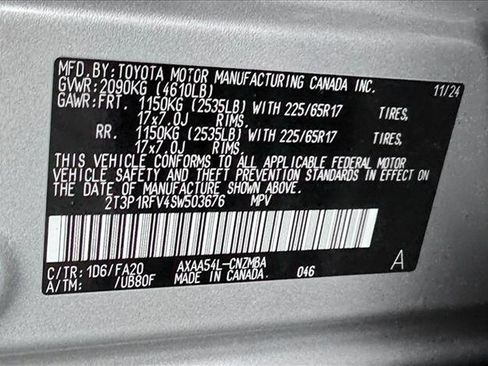 MFD. BY: TOYOTA MOTOR MANUFACTURING CANADA INC.
GVWR: 2090KG (4610LB) 11/24
GAWR: FRT. 1150KG (2535LB) WITH 225/65R17 TIRES,
17x7.0J RIMS.
RR. 1150KG (2535LB) WITH 225/65R17 TIRES,
17x7.0J RIMS.
THIS VEHICLE CONFORMS TO ALL APPLICABLE FEDERAL MOTOR
VEHICLE SAFETY AND THEFT PREVENTION STANDARDS IN EFFECT ON
THE DATE OF MANUFACTURE SHOWN ABOVE.
2T3P1RFV4SW503676 MPV
C/TR: 1D6/FA20 AXAA54L-CNZMBA A
A/TM: /UB80F MADE IN CANADA. 046